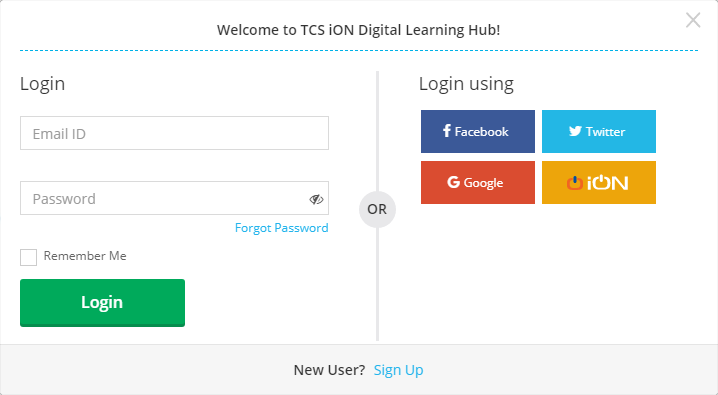 Welcome to TCS iON Digital Learning Hub!
Login
Email ID
Password
Forgot Password
Remember Me
Login
OR
Login using
Facebook
Twitter
Google
iON
New User? Sign Up